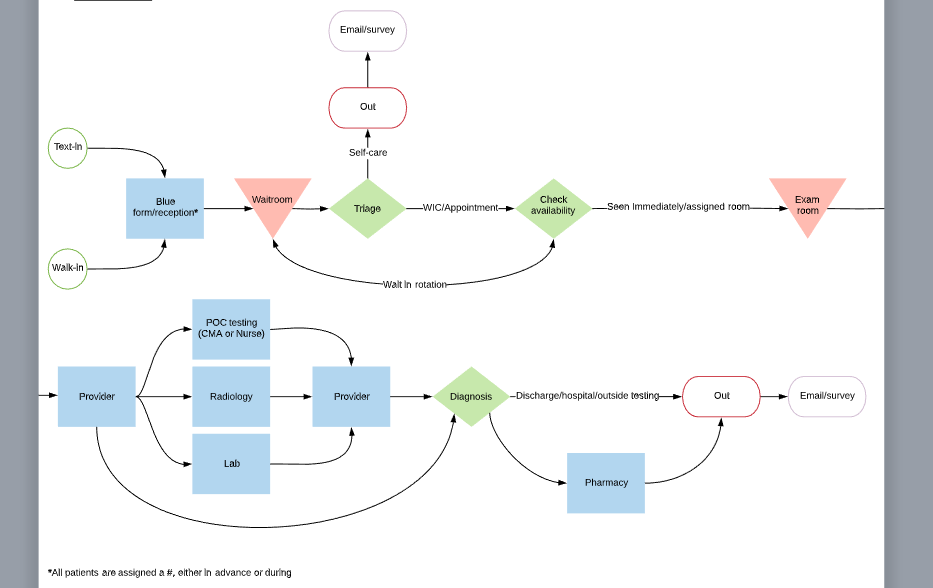 Email/survey
Out
Self-care
Text-In
Blue
form/reception*
Waitroom
Triage
WIC/Appointment
Check
availability
Seen Immediately/assigned room
Exam
room
Walk-In
Wait in rotation
POC testing
(CMA or Nurse)
Provider
Radiology
Provider
Diagnosis
Discharge/hospital/outside testing
Out
Email/survey
Lab
Pharmacy
*All patients are assigned a #, either in advance or during